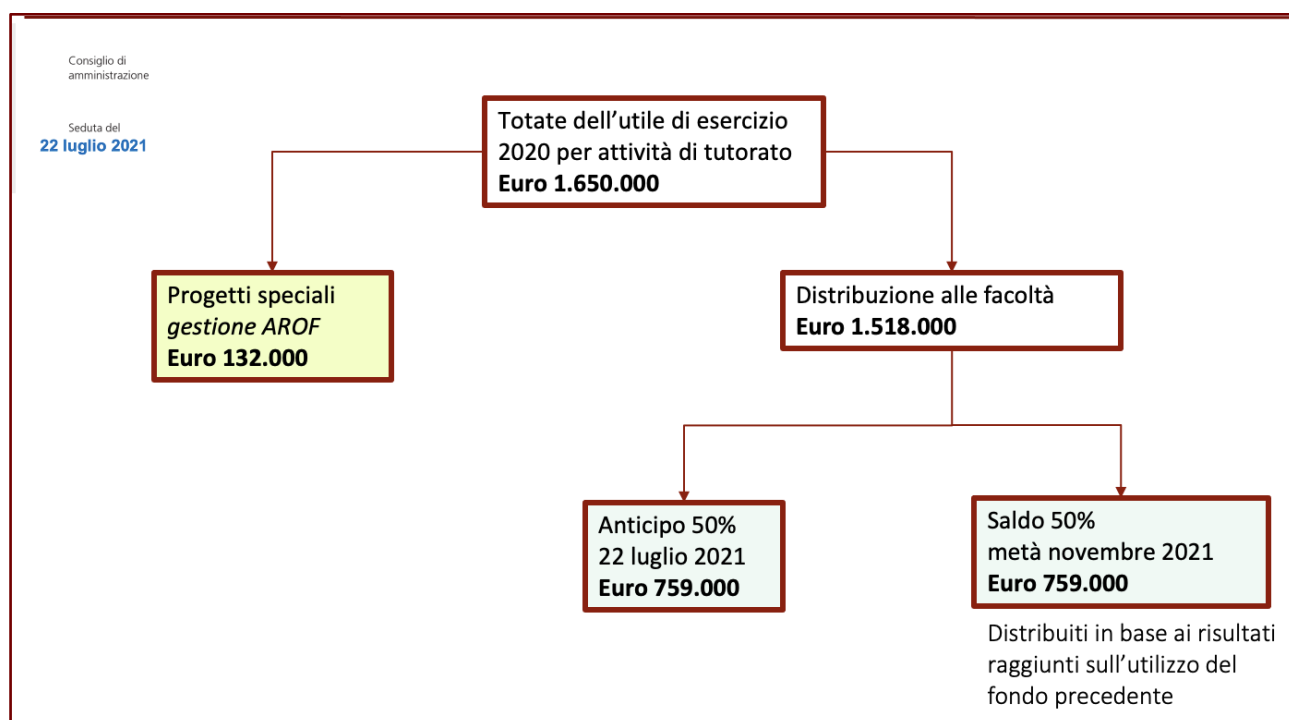 Consiglio di
amministrazione
Seduta del
22 luglio 2021
Totate dell'utile di esercizio
2020 per attività di tutorato
Euro 1.650.000
Progetti speciali
gestione AROF
Euro 132.000
Distribuzione alle facoltà
Euro 1.518.000
Anticipo 50%
22 luglio 2021
Euro 759.000
Saldo 50%
metà novembre 2021
Euro 759.000
Distribuiti in base ai risultati
raggiunti sull'utilizzo del
fondo precedente